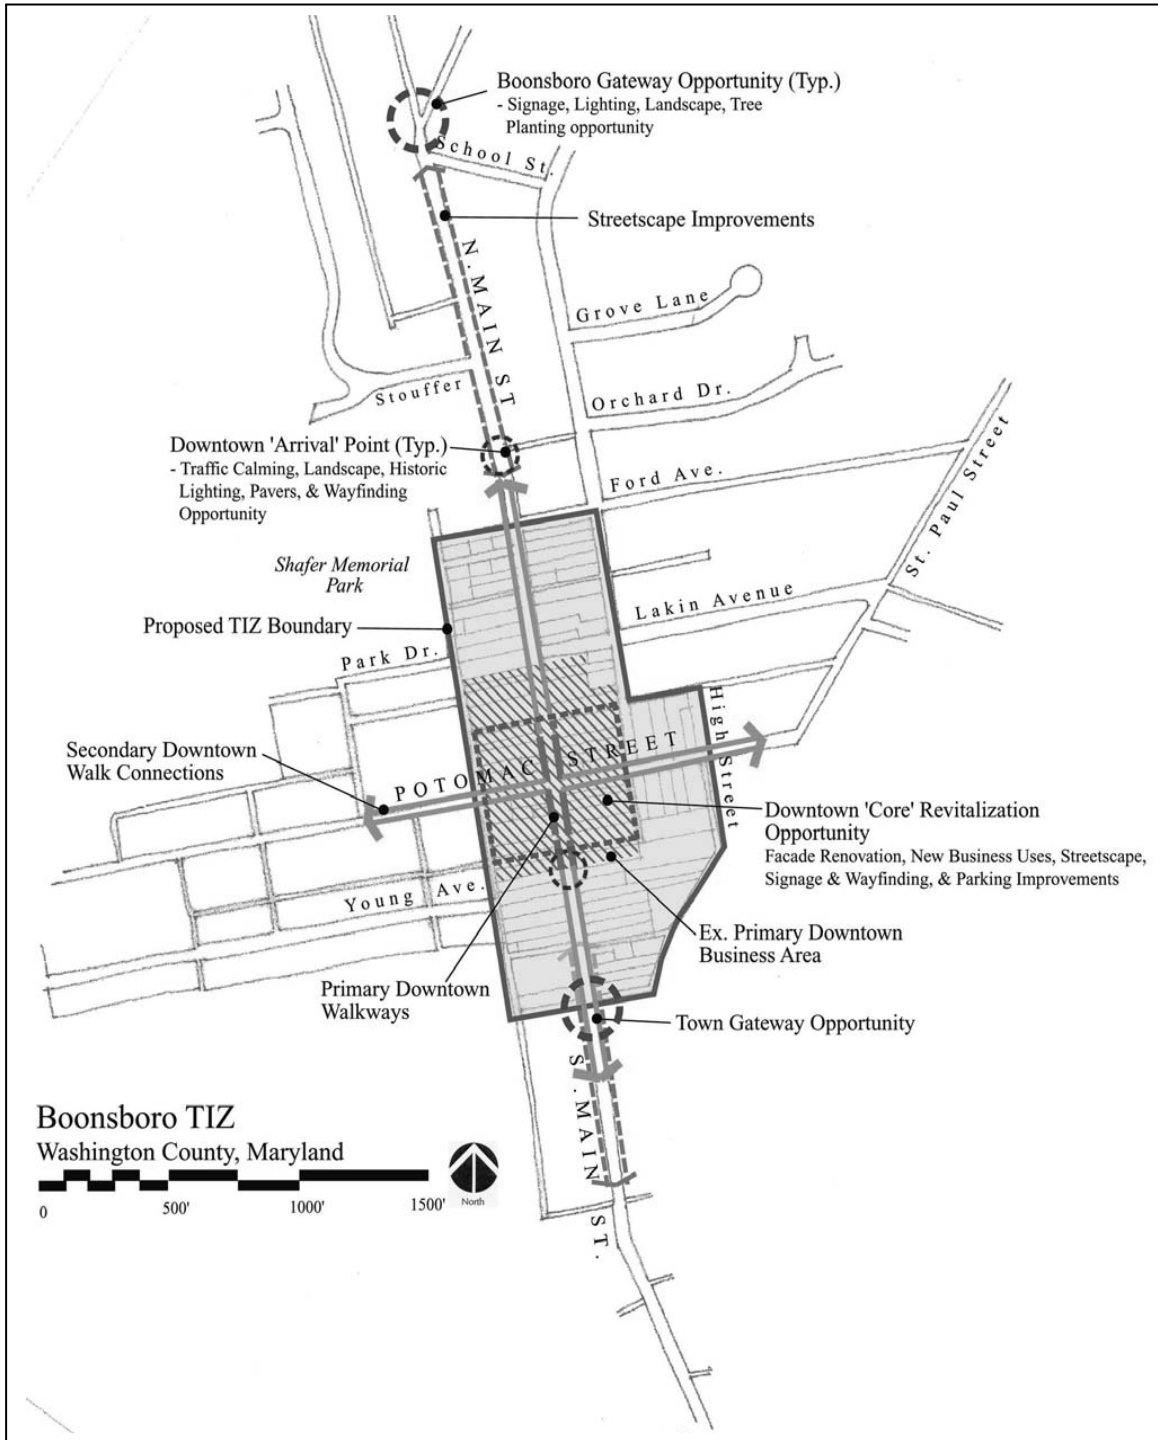 Boonsboro Gateway Opportunity (Typ.)
- Signage, Lighting, Landscape, Tree
Planting opportunity
School St.
Streetscape Improvements
N. MAIN ST
Grove Lane
Stouffer
Orchard Dr.
Downtown 'Arrival' Point (Typ.)
- Traffic Calming, Landscape, Historic
Lighting, Pavers, & Wayfinding
Opportunity
Ford Ave.
St. Paul Street
Shafer Memorial
Park
Lakin Avenue
Proposed TIZ Boundary
Park Dr.
High Street
Secondary Downtown
Walk Connections
POTOMAC STREET
Downtown 'Core' Revitalization
Opportunity
Facade Renovation, New Business Uses, Streetscape,
Signage & Wayfinding, & Parking Improvements
Young Ave.
Ex. Primary Downtown
Business Area
Primary Downtown
Walkways
Town Gateway Opportunity
S. MAIN ST.
Boonsboro TIZ
Washington County, Maryland
0 500' 1000' 1500'
North